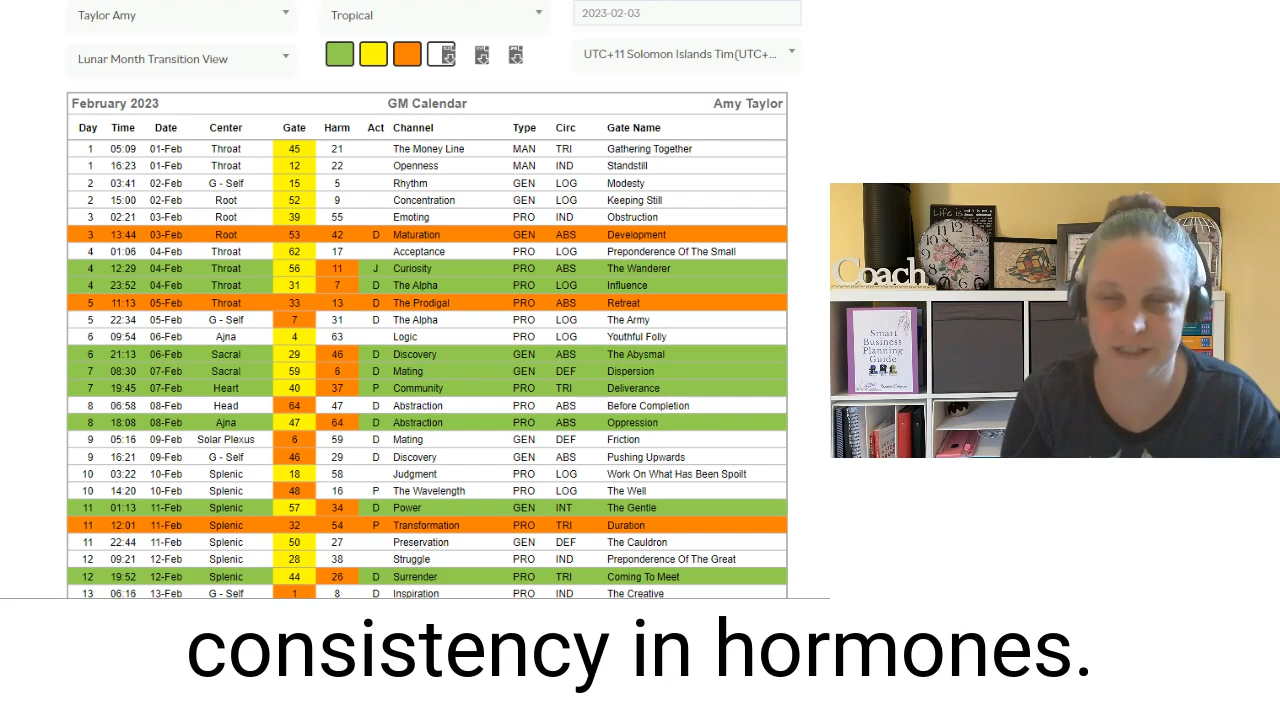 Taylor Amy
Tropical
2023-02-03
Lunar Month Transition View
UTC+11 Solomon Islands Tim(UTC+...
February 2023 GM Calendar Amy Taylor
Day Time Date Center Gate Harm Act Channel Type Circ Gate Name
1 05:09 01-Feb Throat 45 21 The Money Line MAN TRI Gathering Together
1 16:23 01-Feb Throat 12 22 Openness MAN IND Standstill
2 03:41 02-Feb G - Self 15 5 Rhythm GEN LOG Modesty
2 15:00 02-Feb Root 52 9 Concentration GEN LOG Keeping Still
3 02:21 03-Feb Root 39 55 Emoting PRO IND Obstruction
3 13:44 03-Feb Root 53 42 D Maturation GEN ABS Development
4 01:06 04-Feb Throat 62 17 Acceptance PRO LOG Preponderance Of The Small
4 12:29 04-Feb Throat 56 11 J Curiosity PRO ABS The Wanderer
4 23:52 04-Feb Throat 31 7 D The Alpha PRO LOG Influence
5 11:13 05-Feb Throat 33 13 D The Prodigal PRO ABS Retreat
5 22:34 05-Feb G - Self 7 31 D The Alpha PRO LOG The Army
6 09:54 06-Feb Ajna 4 63 Logic PRO LOG Youthful Folly
6 21:13 06-Feb Sacral 29 46 D Discovery GEN ABS The Abysmal
7 08:30 07-Feb Sacral 59 6 D Mating GEN DEF Dispersion
7 19:45 07-Feb Heart 40 37 P Community PRO TRI Deliverance
8 06:58 08-Feb Head 64 47 D Abstraction PRO ABS Before Completion
8 18:08 08-Feb Ajna 47 64 D Abstraction PRO ABS Oppression
9 05:16 09-Feb Solar Plexus 6 59 D Mating GEN DEF Friction
9 16:21 09-Feb G - Self 46 29 D Discovery GEN ABS Pushing Upwards
10 03:22 10-Feb Splenic 18 58 Judgment PRO LOG Work On What Has Been Spoilt
10 14:20 10-Feb Splenic 48 16 P The Wavelength PRO LOG The Well
11 01:13 11-Feb Splenic 57 34 D Power GEN INT The Gentle
11 12:01 11-Feb Splenic 32 54 P Transformation PRO TRI Duration
11 22:44 11-Feb Splenic 50 27 Preservation GEN DEF The Cauldron
12 09:21 12-Feb Splenic 28 38 Struggle PRO IND Preponderance Of The Great
12 19:52 12-Feb Splenic 44 26 D Surrender PRO TRI Coming To Meet
13 06:16 13-Feb G - Self 1 8 D Inspiration PRO IND The Creative
Life is
Coach
Smart
Business
Planning
Guide
consistency in hormones.